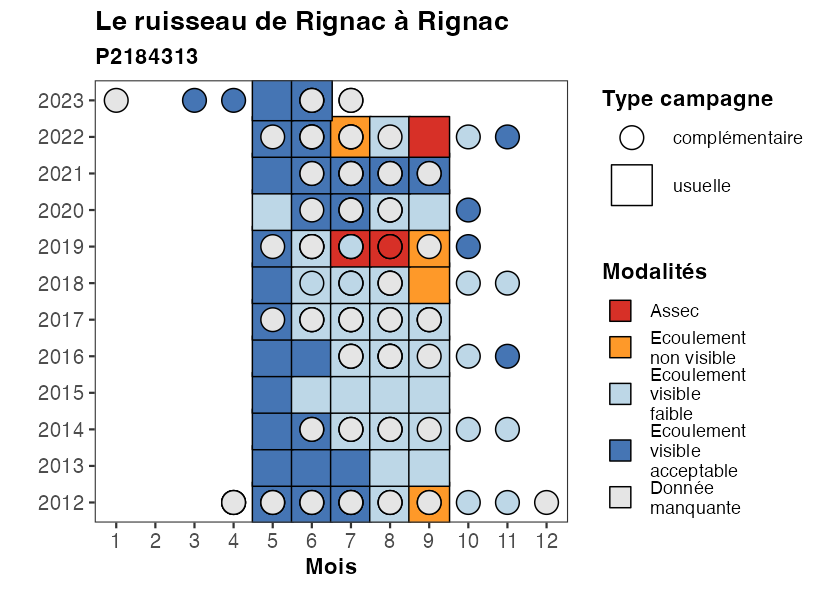 Le ruisseau de Rignac à Rignac
P2184313
2023
2022
2021
2020
2019
2018
2017
2016
2015
2014
2013
2012
1 2 3 4 5 6 7 8 9 10 11 12
Mois
Type campagne
complémentaire
usuelle
Modalités
Assec
Ecoulement
non visible
Ecoulement
visible
faible
Ecoulement
visible
acceptable
Donnée
manquante